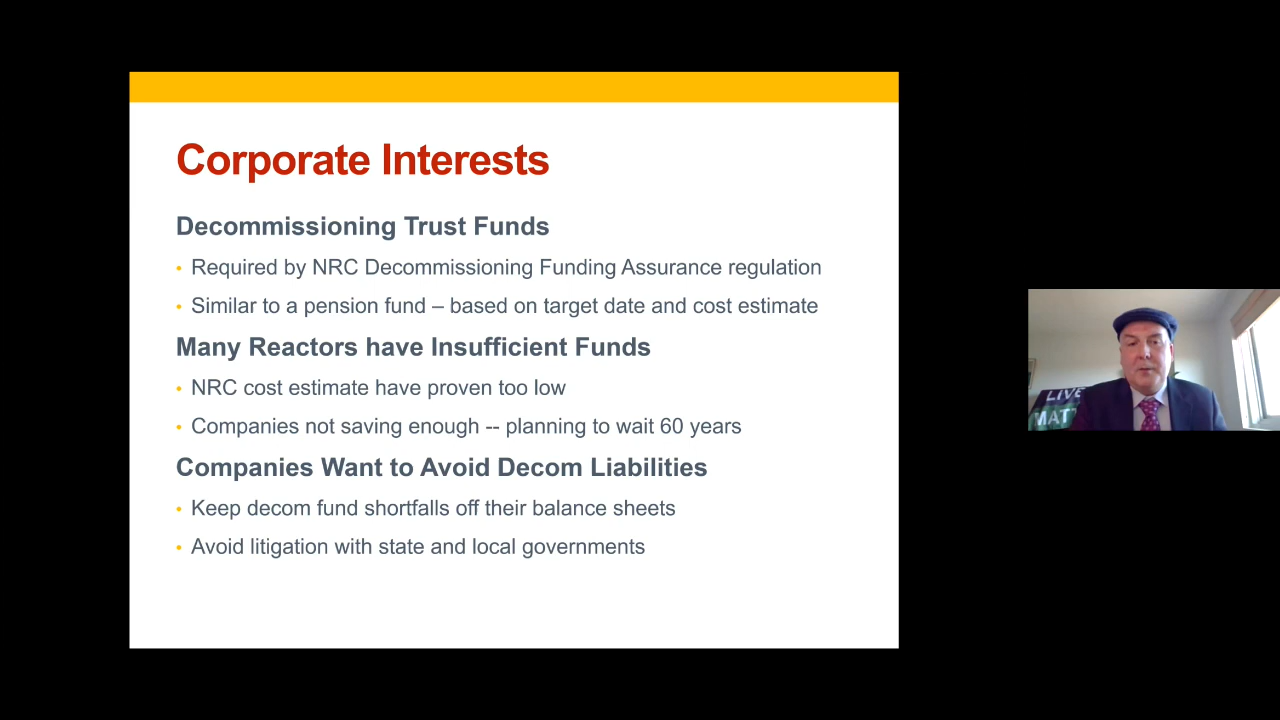 Corporate Interests
Decommissioning Trust Funds
• Required by NRC Decommissioning Funding Assurance regulation
• Similar to a pension fund – based on target date and cost estimate
Many Reactors have Insufficient Funds
• NRC cost estimate have proven too low
• Companies not saving enough -- planning to wait 60 years
Companies Want to Avoid Decom Liabilities
• Keep decom fund shortfalls off their balance sheets
• Avoid litigation with state and local governments
LIVE
MAT